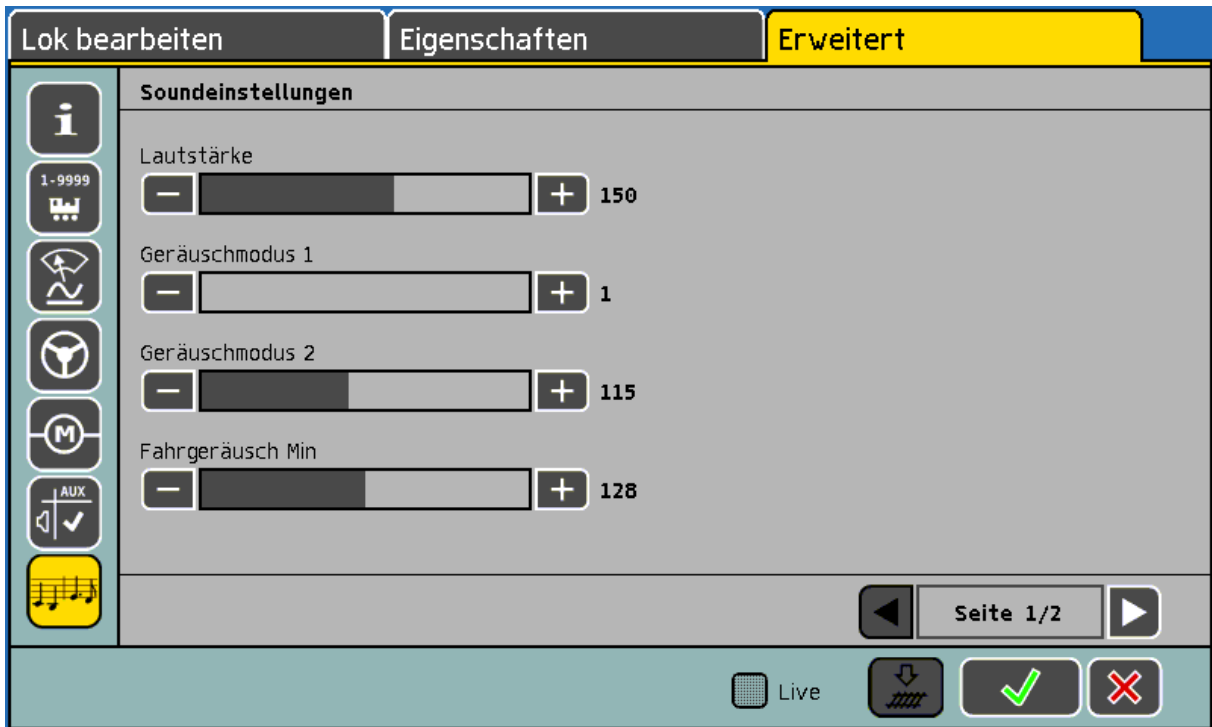 Lok bearbeiten
Eigenschaften
Erweitert
Soundeinstellungen
i
Lautstärke
150
1-9999
Geräuschmodus 1
1
Geräuschmodus 2
115
M
Fahrgeräusch Min
128
AUX
Seite 1/2
Live